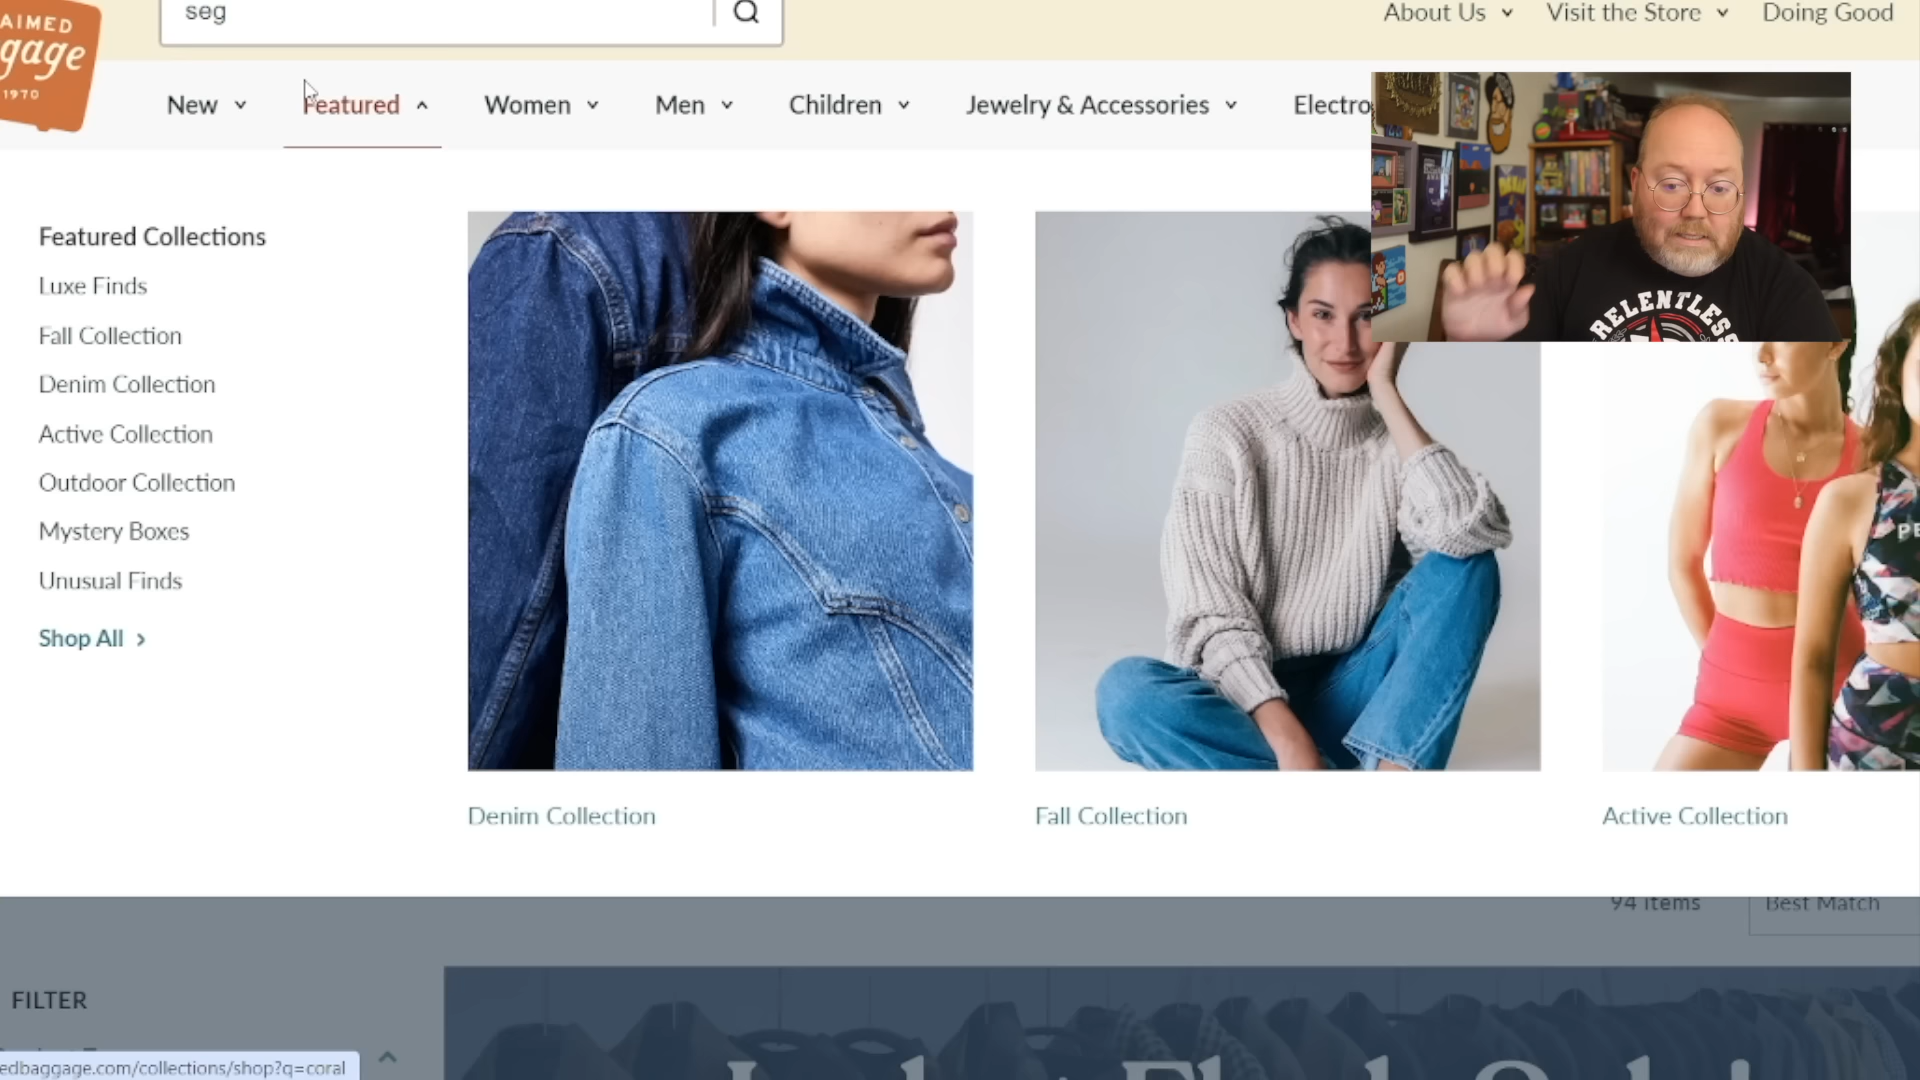 AIMED
gage
1970
seg
About Us
Visit the Store
Doing Good
New
Featured
Women
Men
Children
Jewelry & Accessories
Electro
RELENTLESS
Featured Collections
Luxe Finds
Fall Collection
Denim Collection
Active Collection
Outdoor Collection
Mystery Boxes
Unusual Finds
Shop All
Denim Collection
Fall Collection
Active Collection
94 items
Best Match
FILTER
edbaggage.com/collections/shop?q=coral